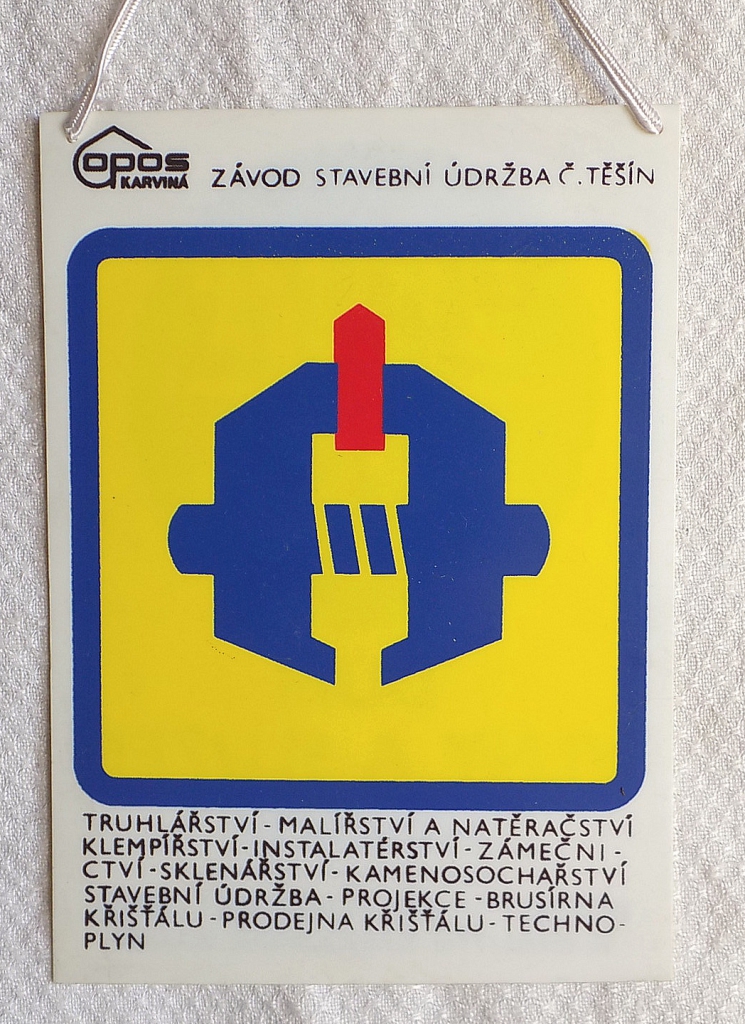 opos
KARVINÁ
ZÁVOD STAVEBNÍ ÚDRŽBA Č.TĚŠÍN
TRUHLÁŘSTVÍ - MALÍŘSTVÍ A NATĚRAČSTVÍ
KLEMPÍŘSTVÍ - INSTALATÉRSTVÍ - ZÁMEČNI -
CTVÍ - SKLENÁŘSTVÍ - KAMENOSOCHAŘSTVÍ
STAVEBNÍ ÚDRŽBA - PROJEKCE - BRUSÍRNA
KŘIŠŤÁLU - PRODEJNA KŘIŠŤÁLU - TECHNO -
PLYN